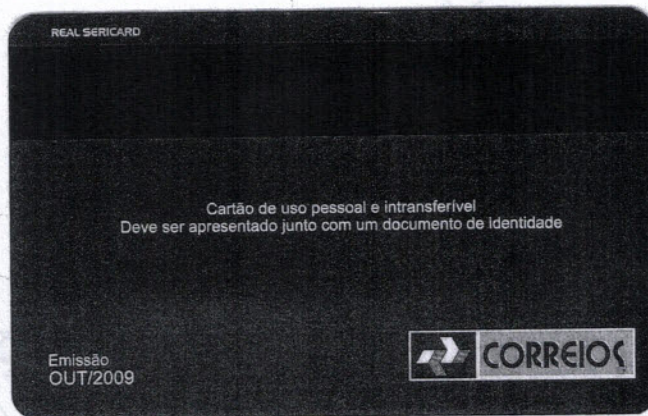 REAL SERICARD
Cartão de uso pessoal e intransferível
Deve ser apresentado junto com um documento de identidade
Emissão
OUT/2009
CORREIOS